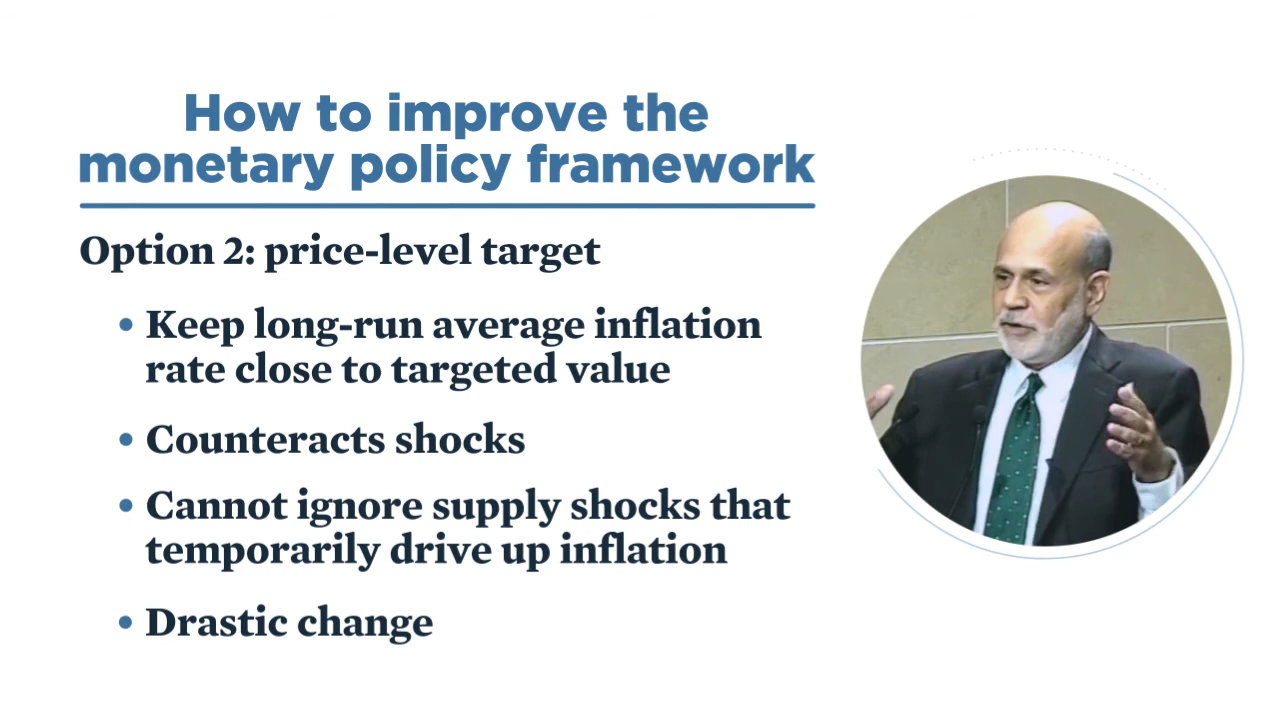 How to improve the
monetary policy framework
Option 2: price-level target
• Keep long-run average inflation
rate close to targeted value
• Counteracts shocks
• Cannot ignore supply shocks that
temporarily drive up inflation
• Drastic change